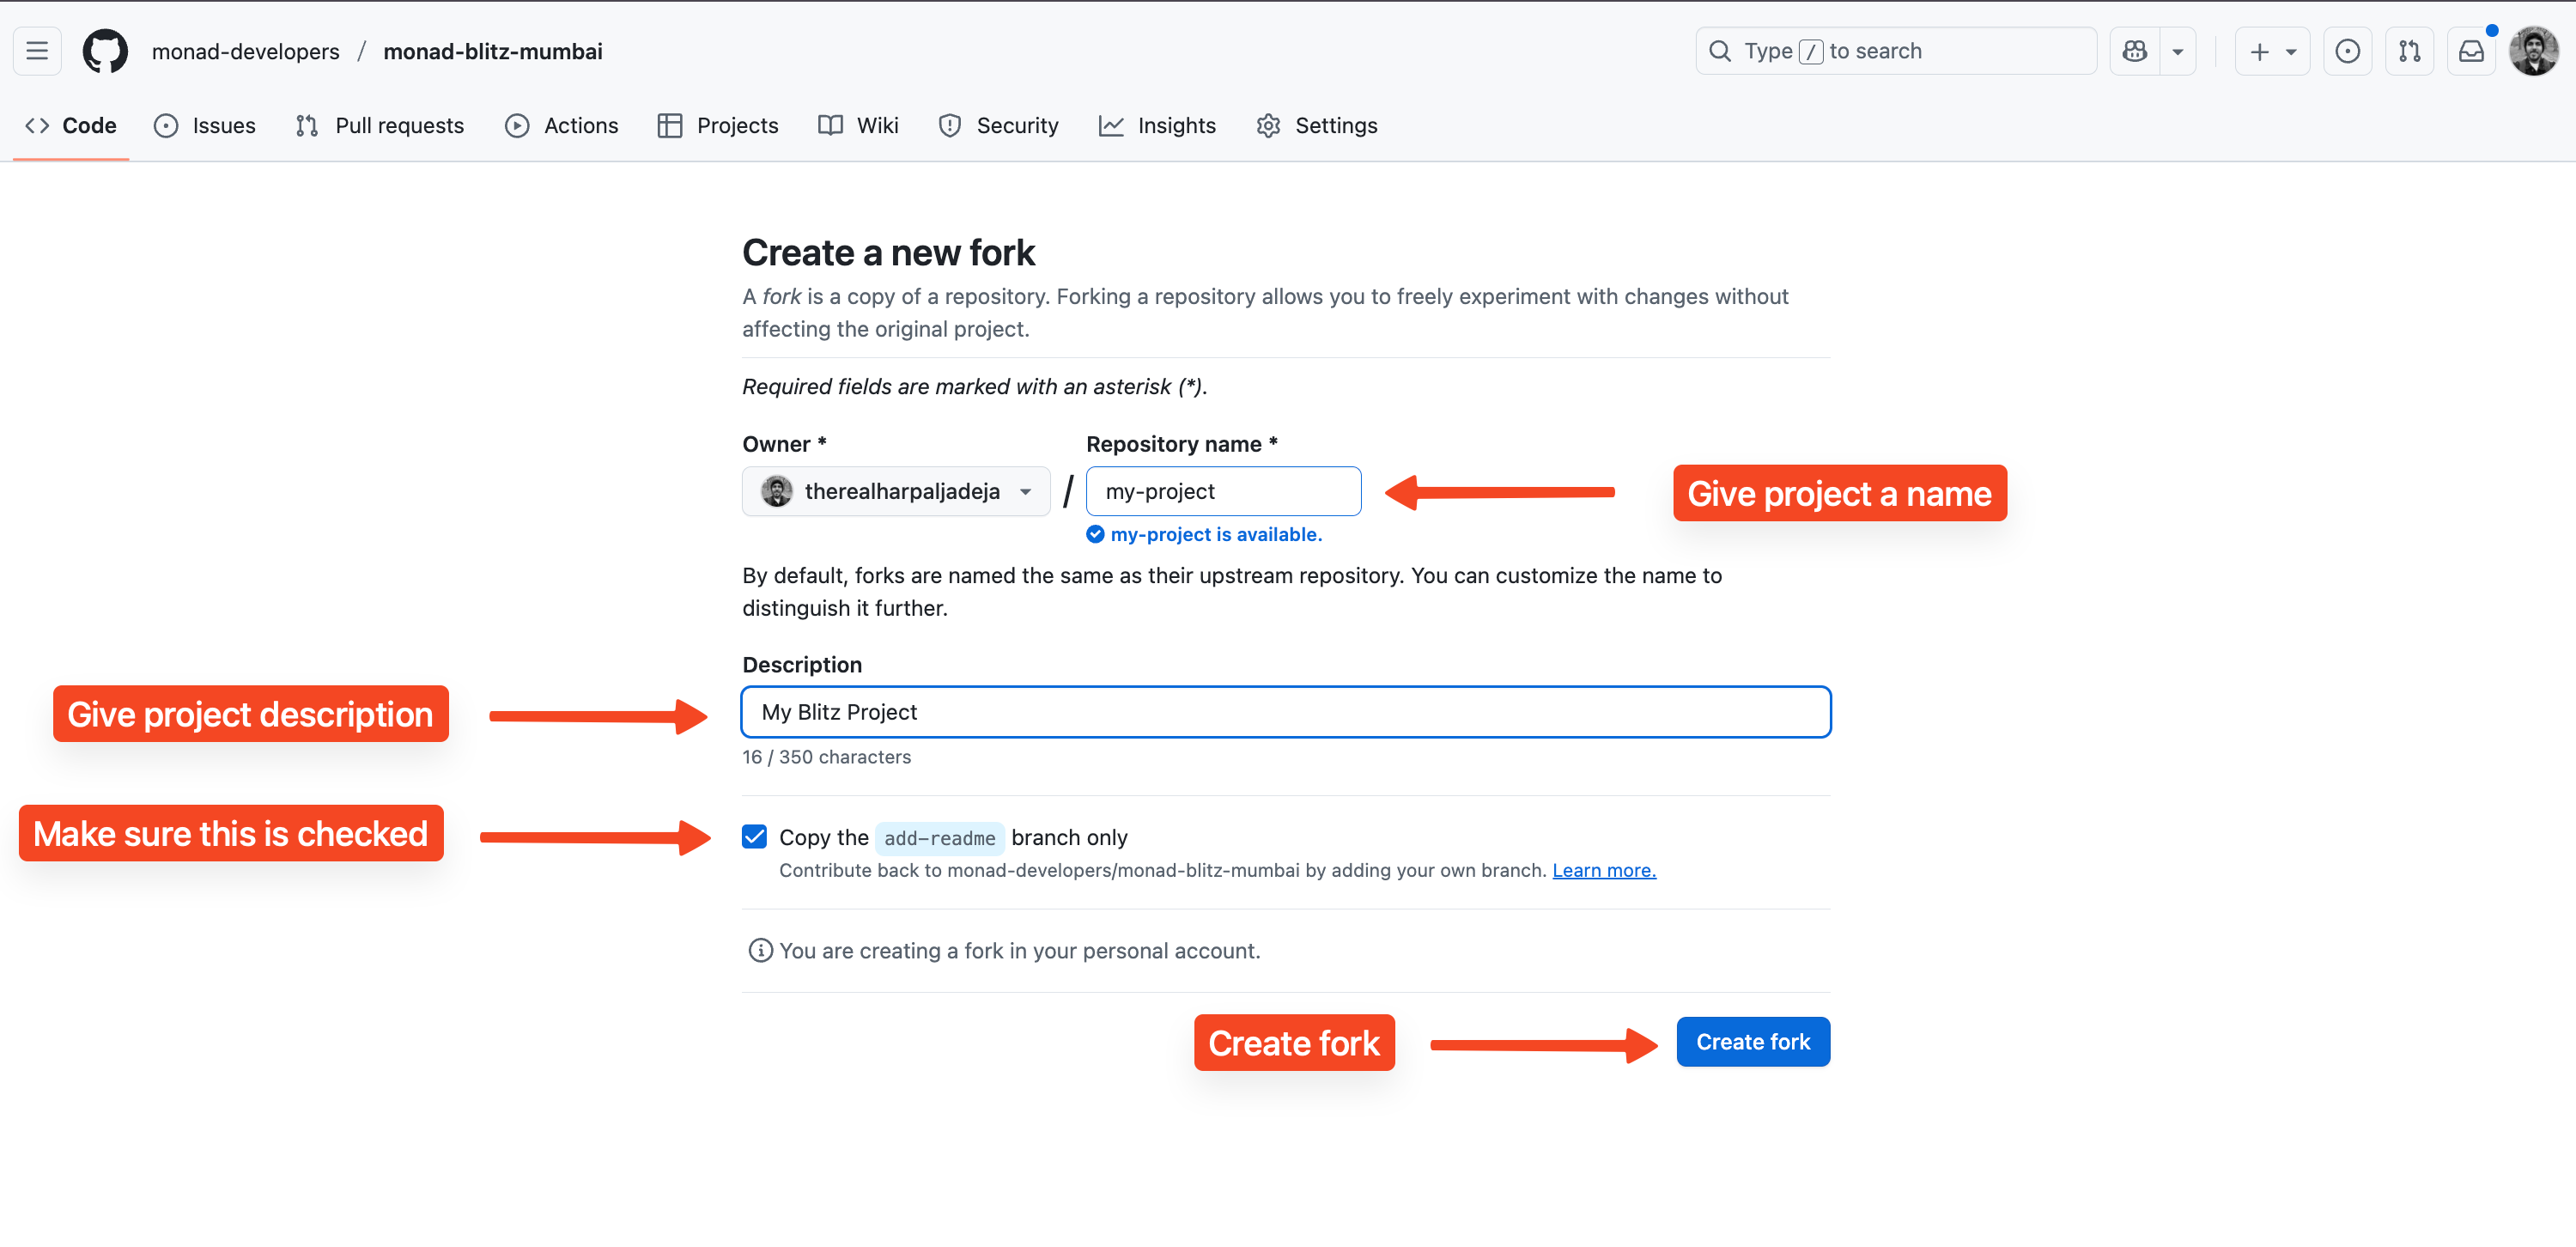 monad-developers / monad-blitz-mumbai
Type / to search
Code Issues Pull requests Actions Projects Wiki Security Insights Settings
Create a new fork
A fork is a copy of a repository. Forking a repository allows you to freely experiment with changes without
affecting the original project.
Required fields are marked with an asterisk (*).
Owner * Repository name *
therealharpaljadeja / my-project
Give project a name
my-project is available.
By default, forks are named the same as their upstream repository. You can customize the name to
distinguish it further.
Description
Give project description
My Blitz Project
16 / 350 characters
Make sure this is checked
Copy the add-readme branch only
Contribute back to monad-developers/monad-blitz-mumbai by adding your own branch. Learn more.
You are creating a fork in your personal account.
Create fork
Create fork